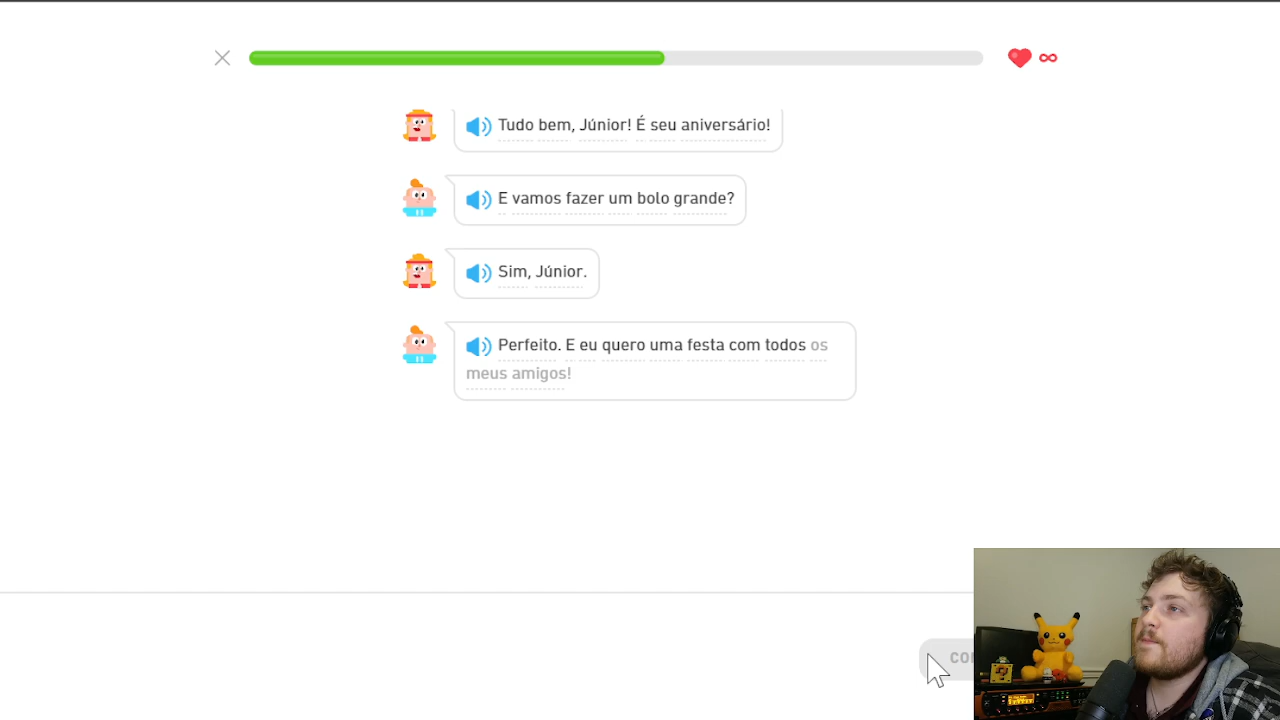 Tudo bem, Júnior! É seu aniversário!
E vamos fazer um bolo grande?
Sim, Júnior.
Perfeito. E eu quero uma festa com todos os
meus amigos!
CO